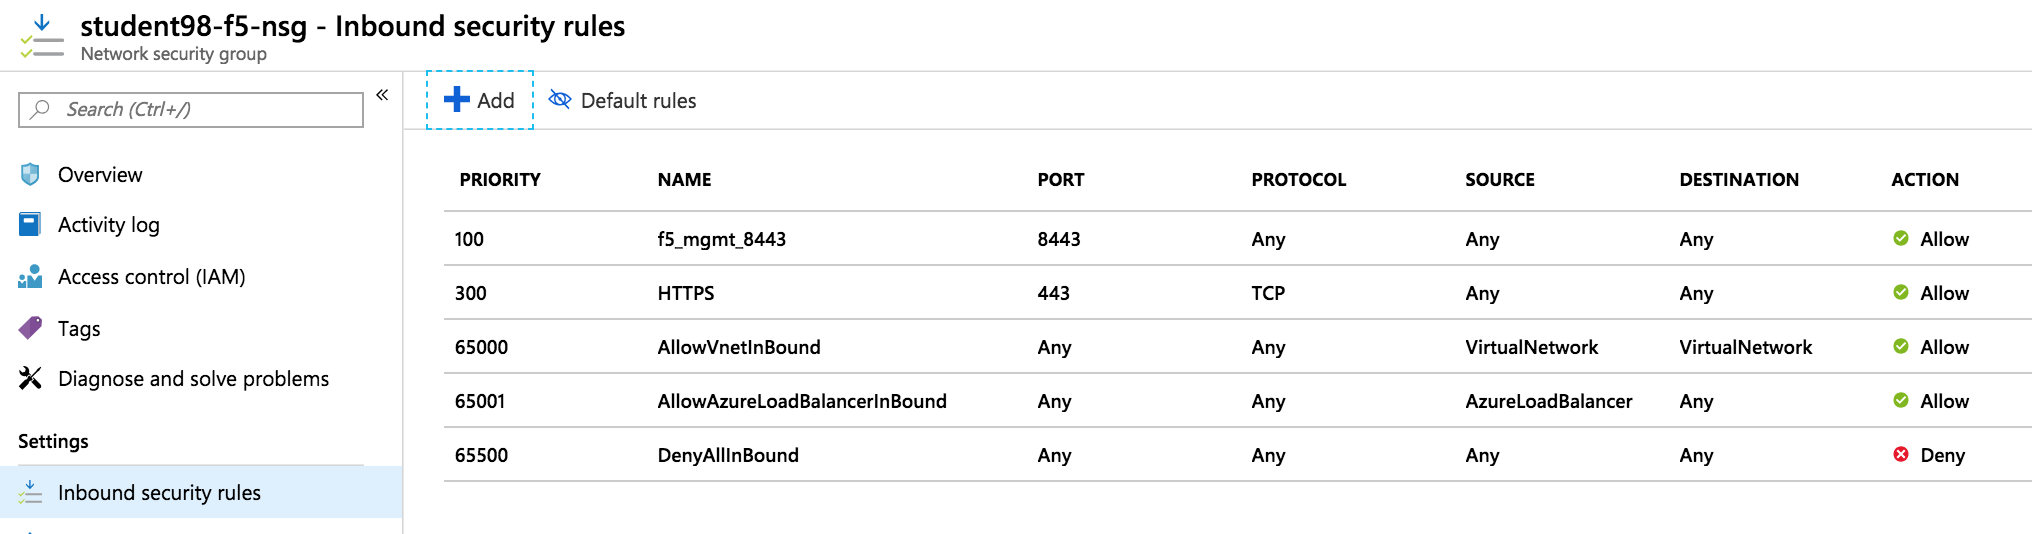 student98-f5-nsg - Inbound security rules
Network security group
Search (Ctrl+/)
«
Add
Default rules
Overview
Activity log
Access control (IAM)
Tags
Diagnose and solve problems
Settings
Inbound security rules
PRIORITY NAME PORT PROTOCOL SOURCE DESTINATION ACTION
100 f5_mgmt_8443 8443 Any Any Any Allow
300 HTTPS 443 TCP Any Any Allow
65000 AllowVnetInBound Any Any VirtualNetwork VirtualNetwork Allow
65001 AllowAzureLoadBalancerInBound Any Any AzureLoadBalancer Any Allow
65500 DenyAllInBound Any Any Any Any Deny